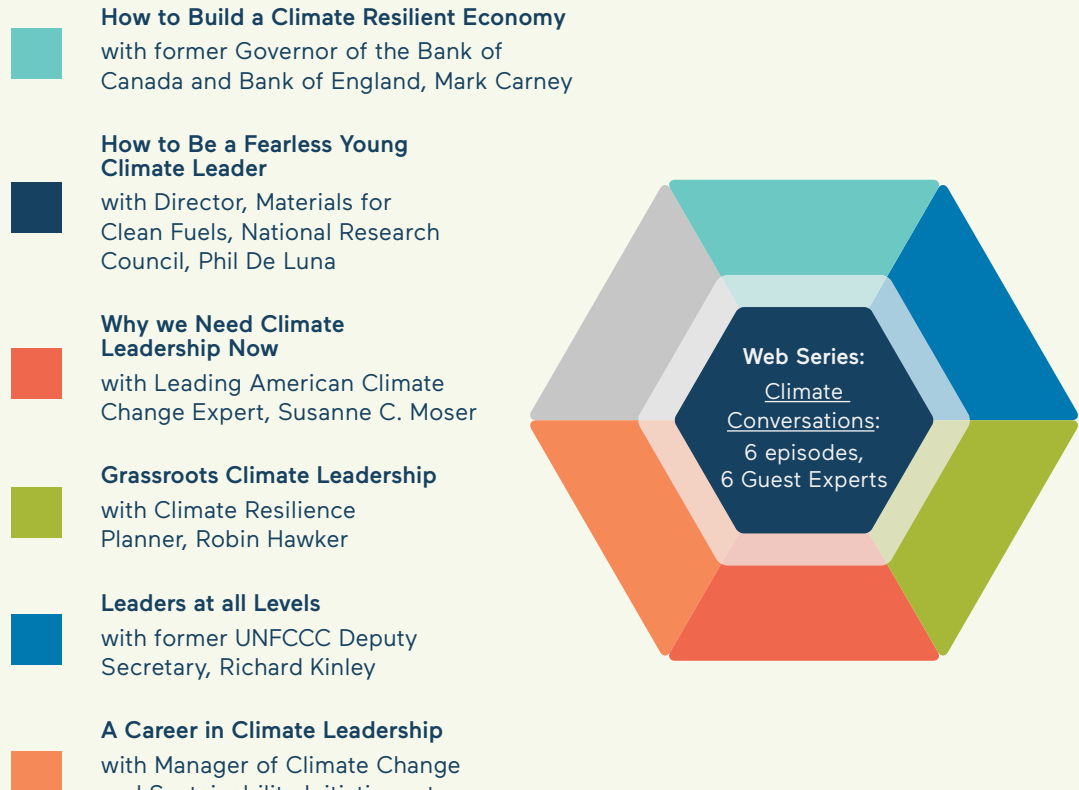 How to Build a Climate Resilient Economy
with former Governor of the Bank of
Canada and Bank of England, Mark Carney
How to Be a Fearless Young
Climate Leader
with Director, Materials for
Clean Fuels, National Research
Council, Phil De Luna
Why we Need Climate
Leadership Now
with Leading American Climate
Change Expert, Susanne C. Moser
Grassroots Climate Leadership
with Climate Resilience
Planner, Robin Hawker
Leaders at all Levels
with former UNFCCC Deputy
Secretary, Richard Kinley
A Career in Climate Leadership
with Manager of Climate Change
Web Series:
Climate
Conversations:
6 episodes,
6 Guest Experts